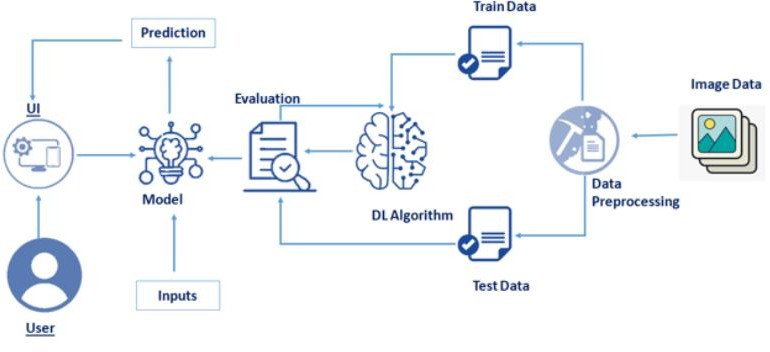 Train Data
Prediction
Image Data
Evaluation
UI
Data
Preprocessing
Model
DL Algorithm
Test Data
Inputs
User